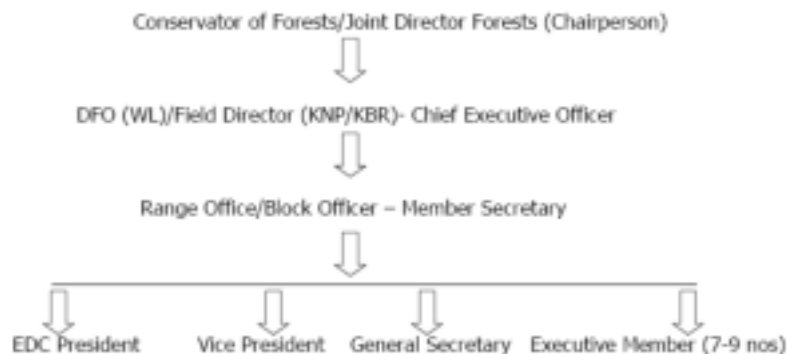 Conservator of Forests/Joint Director Forests (Chairperson)
DFO (WL)/Field Director (KNP/KBR)- Chief Executive Officer
Range Office/Block Officer – Member Secretary
EDC President Vice President General Secretary Executive Member (7-9 nos)